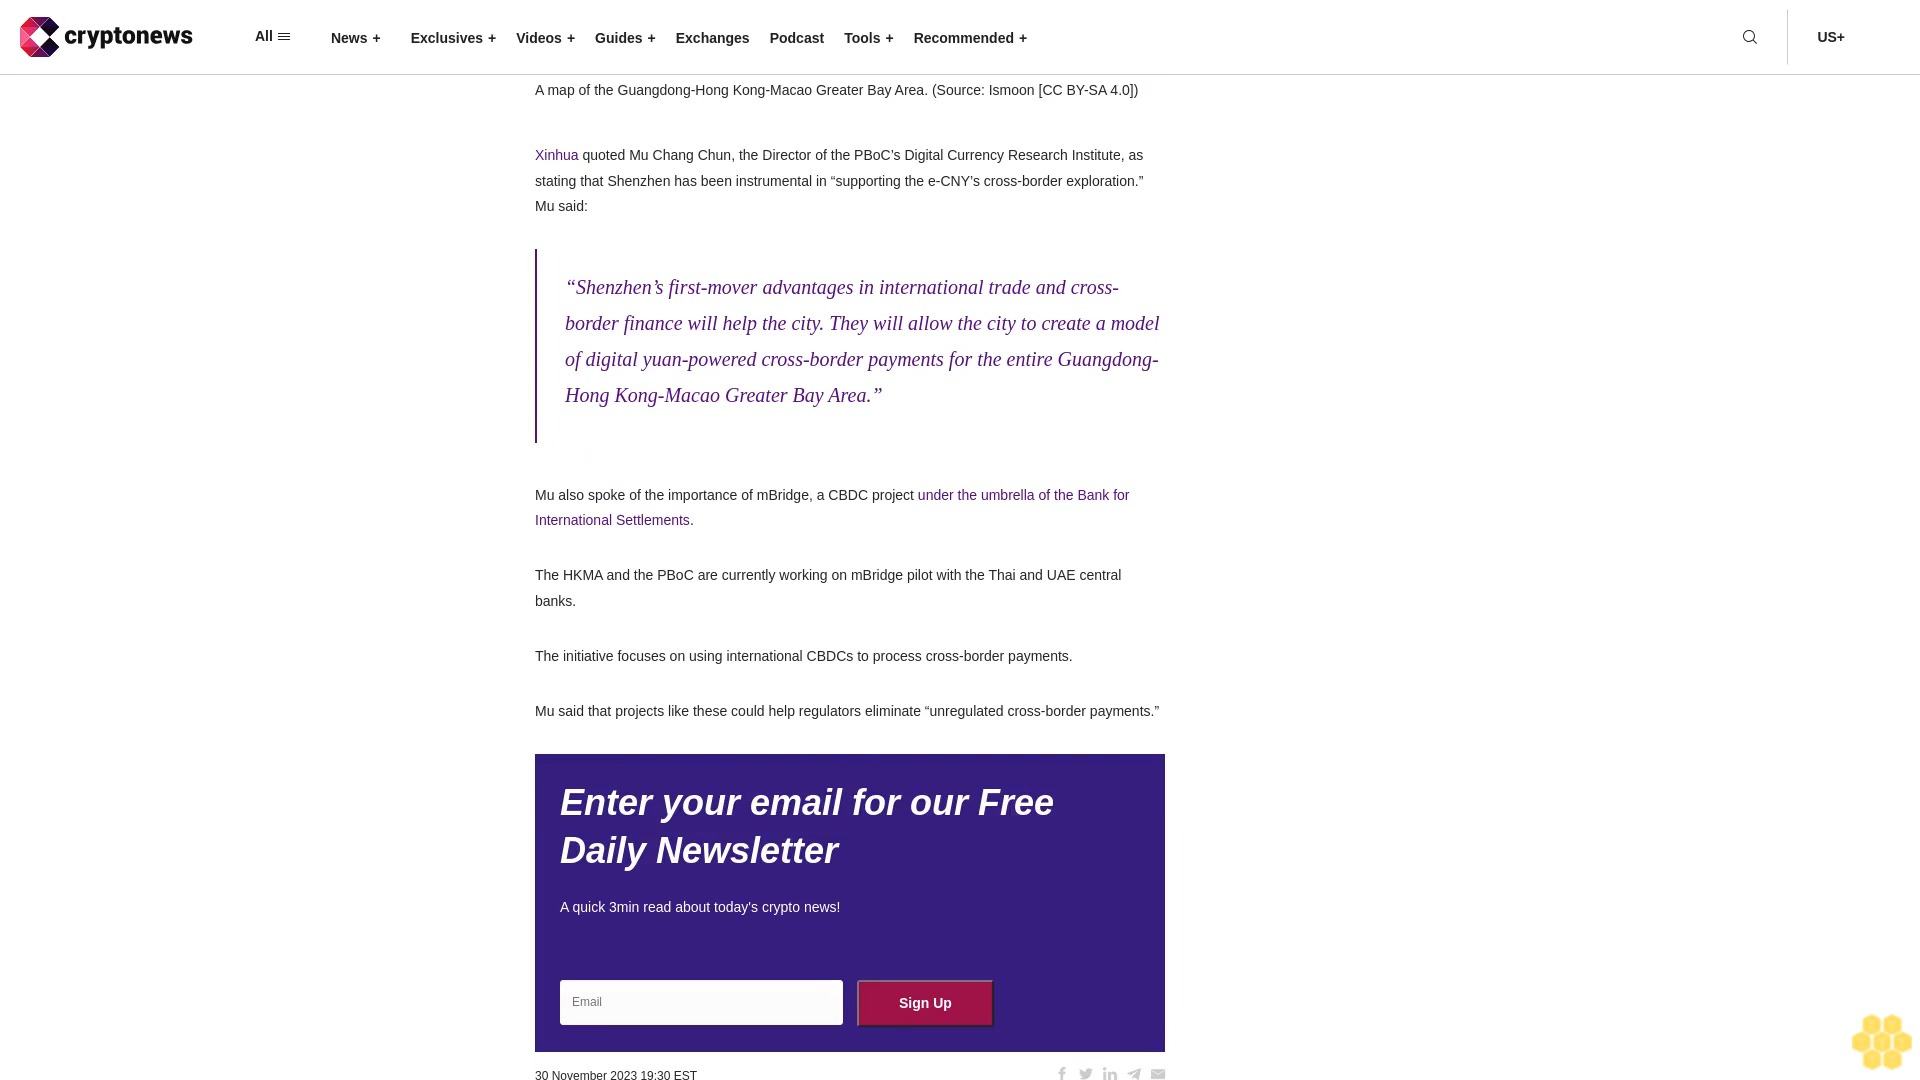 cryptonews
All
News +
Exclusives +
Videos +
Guides +
Exchanges
Podcast
Tools +
Recommended +
US+
A map of the Guangdong-Hong Kong-Macao Greater Bay Area. (Source: Ismoon [CC BY-SA 4.0])
Xinhua quoted Mu Chang Chun, the Director of the PBoC’s Digital Currency Research Institute, as
stating that Shenzhen has been instrumental in “supporting the e-CNY’s cross-border exploration.”
Mu said:
“Shenzhen’s first-mover advantages in international trade and cross-
border finance will help the city. They will allow the city to create a model
of digital yuan-powered cross-border payments for the entire Guangdong-
Hong Kong-Macao Greater Bay Area.”
Mu also spoke of the importance of mBridge, a CBDC project under the umbrella of the Bank for
International Settlements.
The HKMA and the PBoC are currently working on mBridge pilot with the Thai and UAE central
banks.
The initiative focuses on using international CBDCs to process cross-border payments.
Mu said that projects like these could help regulators eliminate “unregulated cross-border payments.”
Enter your email for our Free
Daily Newsletter
A quick 3min read about today's crypto news!
Email
Sign Up
30 November 2023 19:30 EST